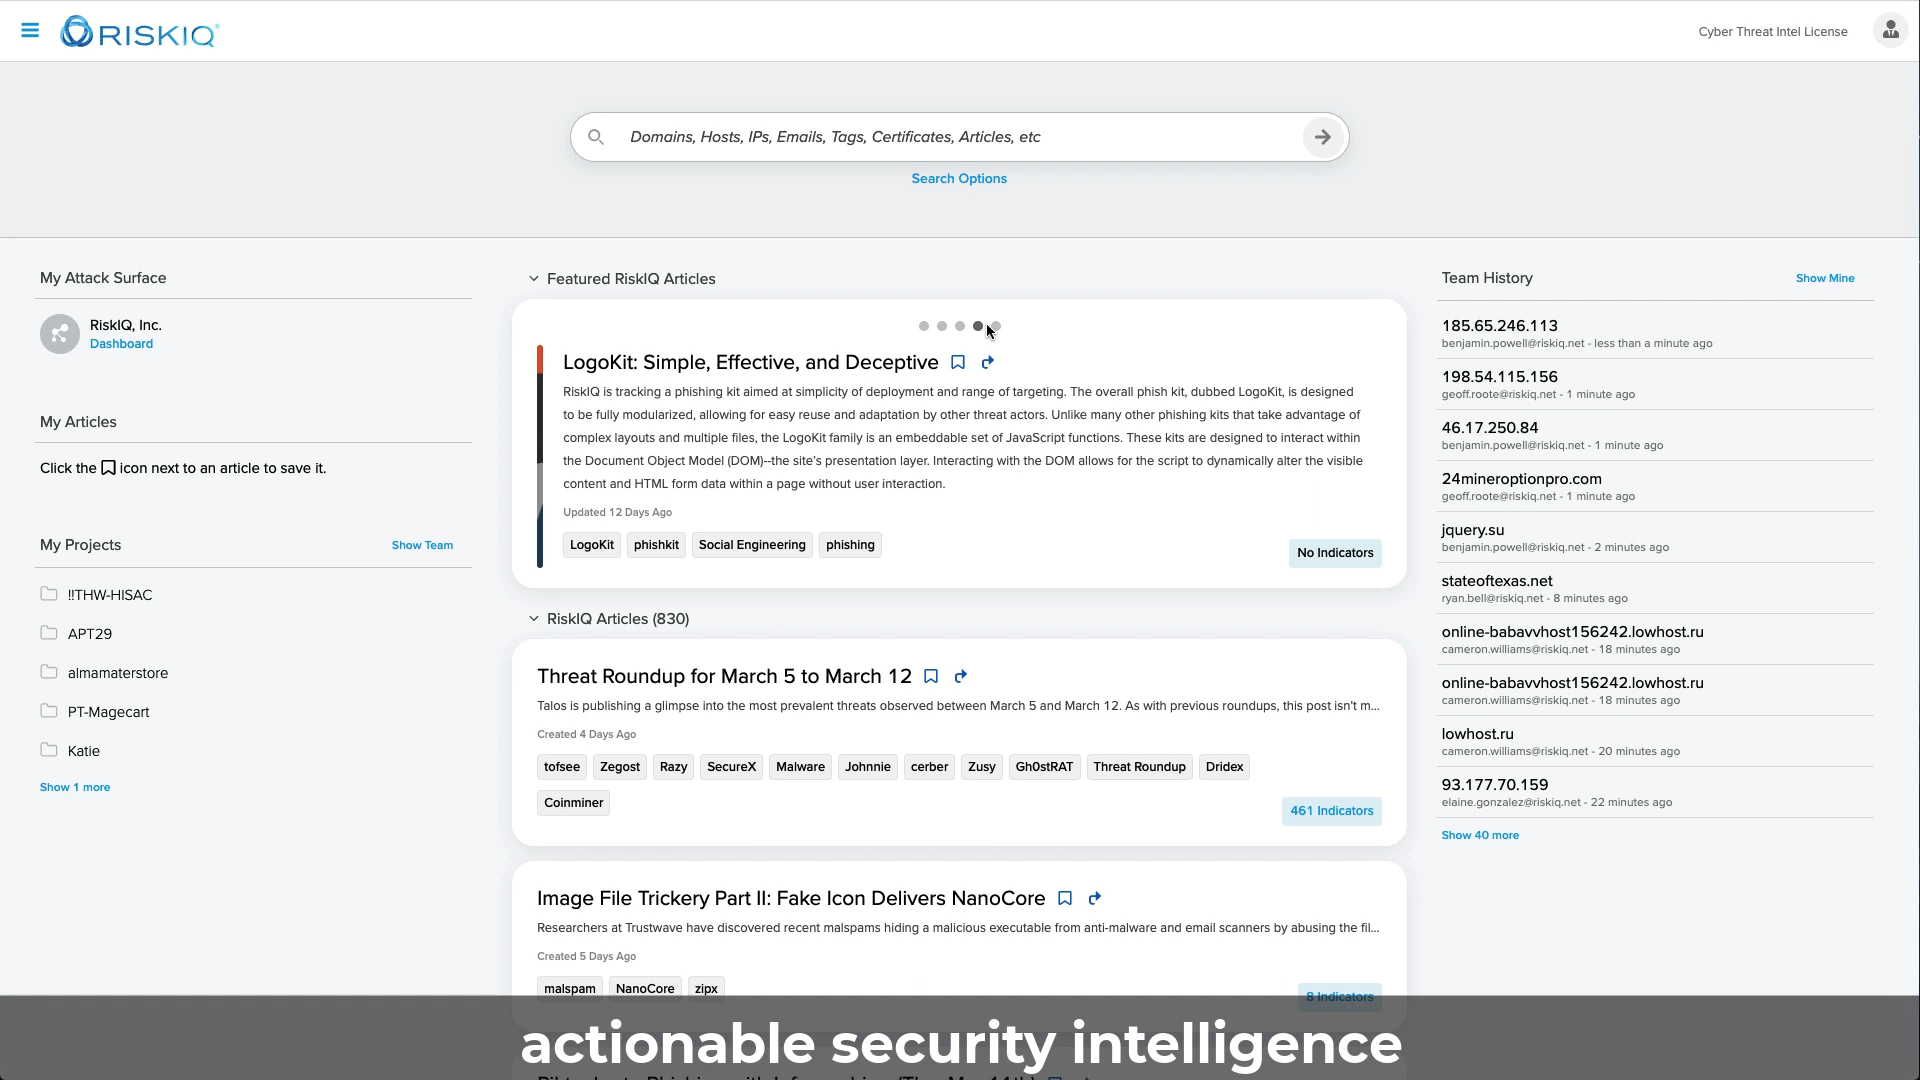 RISKIQ
Cyber Threat Intel License
Domains, Hosts, IPs, Emails, Tags, Certificates, Articles, etc
Search Options
My Attack Surface
RiskIQ, Inc.
Dashboard
My Articles
Click the icon next to an article to save it.
My Projects
Show Team
!!THW-HISAC
APT29
almamaterstore
PT-Magecart
Katie
Show 1 more
Featured RiskIQ Articles
LogoKit: Simple, Effective, and Deceptive
RiskIQ is tracking a phishing kit aimed at simplicity of deployment and range of targeting. The overall phish kit, dubbed LogoKit, is designed
to be fully modularized, allowing for easy reuse and adaptation by other threat actors. Unlike many other phishing kits that take advantage of
complex layouts and multiple files, the LogoKit family is an embeddable set of JavaScript functions. These kits are designed to interact within
the Document Object Model (DOM)--the site's presentation layer. Interacting with the DOM allows for the script to dynamically alter the visible
content and HTML form data within a page without user interaction.
Updated 12 Days Ago
LogoKit phishkit Social Engineering phishing
No Indicators
RiskIQ Articles (830)
Threat Roundup for March 5 to March 12
Talos is publishing a glimpse into the most prevalent threats observed between March 5 and March 12. As with previous roundups, this post isn't m...
Created 4 Days Ago
tofsee Zegost Razy SecureX Malware Johnnie cerber Zusy Gh0stRAT Threat Roundup Dridex
Coinminer
461 Indicators
Image File Trickery Part II: Fake Icon Delivers NanoCore
Researchers at Trustwave have discovered recent malspams hiding a malicious executable from anti-malware and email scanners by abusing the fil...
Created 5 Days Ago
malspam NanoCore zipx
8 Indicators
Team History
Show Mine
185.65.246.113
benjamin.powell@riskiq.net - less than a minute ago
198.54.115.156
geoff.roote@riskiq.net - 1 minute ago
46.17.250.84
benjamin.powell@riskiq.net - 1 minute ago
24mineroptionpro.com
geoff.roote@riskiq.net - 1 minute ago
jquery.su
benjamin.powell@riskiq.net - 2 minutes ago
stateoftexas.net
ryan.bell@riskiq.net - 8 minutes ago
online-babavvhost156242.lowhost.ru
cameron.williams@riskiq.net - 18 minutes ago
online-babavvhost156242.lowhost.ru
cameron.williams@riskiq.net - 18 minutes ago
lowhost.ru
cameron.williams@riskiq.net - 20 minutes ago
93.177.70.159
elaine.gonzalez@riskiq.net - 22 minutes ago
Show 40 more
actionable security intelligence